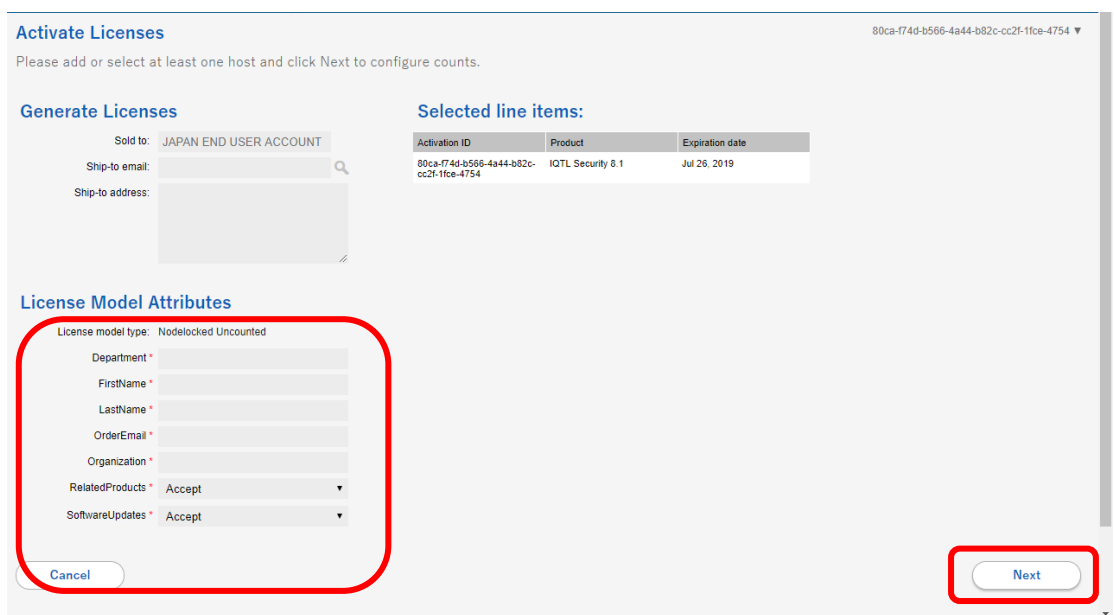 Activate Licenses
80ca-f74d-b566-4a44-b82c-cc2f-1fce-4754 ▼
Please add or select at least one host and click Next to configure counts.
Generate Licenses
Sold to: JAPAN END USER ACCOUNT
Ship-to email:
Ship-to address:
Selected line items:
Activation ID Product Expiration date
80ca-f74d-b566-4a44-b82c- IQTL Security 8.1 Jul 26, 2019
cc2f-1fce-4754
License Model Attributes
License model type: Nodelocked Uncounted
Department *
FirstName *
LastName *
OrderEmail *
Organization *
RelatedProducts * Accept
SoftwareUpdates * Accept
Cancel
Next